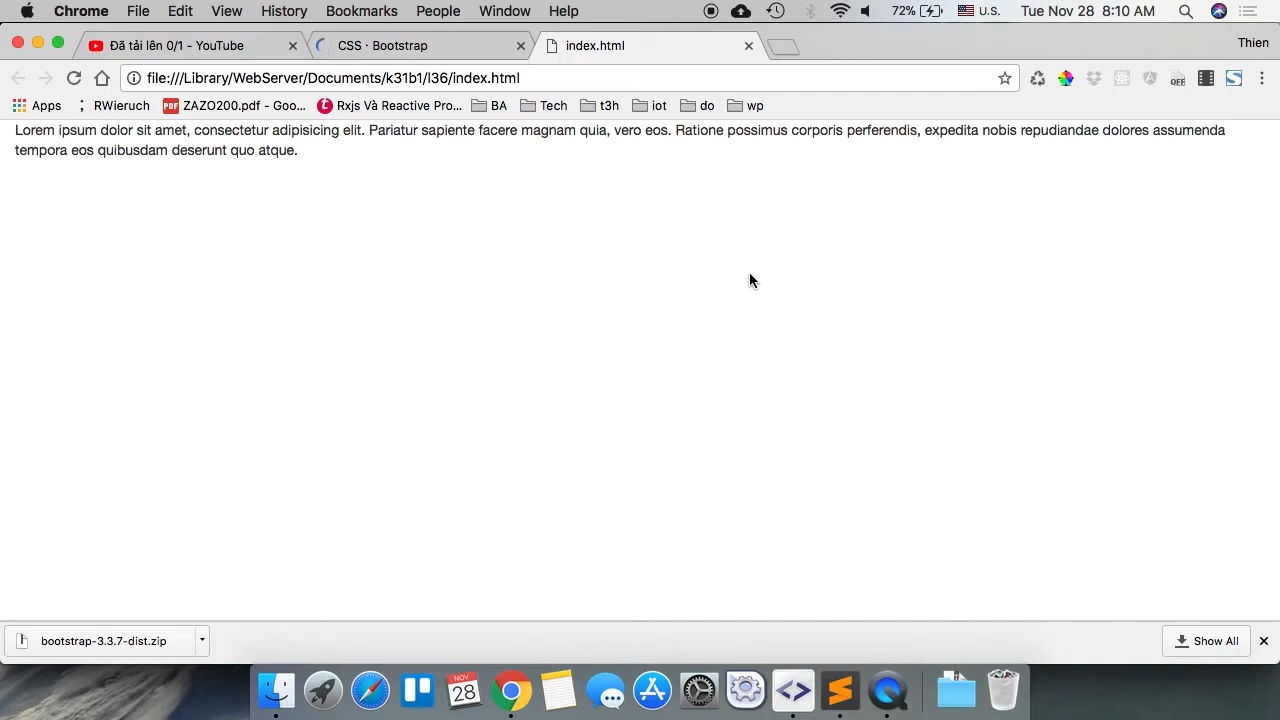 Chrome File Edit View History Bookmarks People Window Help 72% U.S. Tue Nov 28 8:10 AM
Đã tải lên 0/1 - YouTube CSS · Bootstrap index.html Thien
file:///Library/WebServer/Documents/k31b1/l36/index.html OFF
Apps RWieruch PDF ZAZO200.pdf - Goo... t Rxjs Và Reactive Pro... BA Tech t3h iot do wp
Lorem ipsum dolor sit amet, consectetur adipisicing elit. Pariatur sapiente facere magnam quia, vero eos. Ratione possimus corporis perferendis, expedita nobis repudiandae dolores assumenda
tempora eos quibusdam deserunt quo atque.
bootstrap-3.3.7-dist.zip Show All
NOV
28